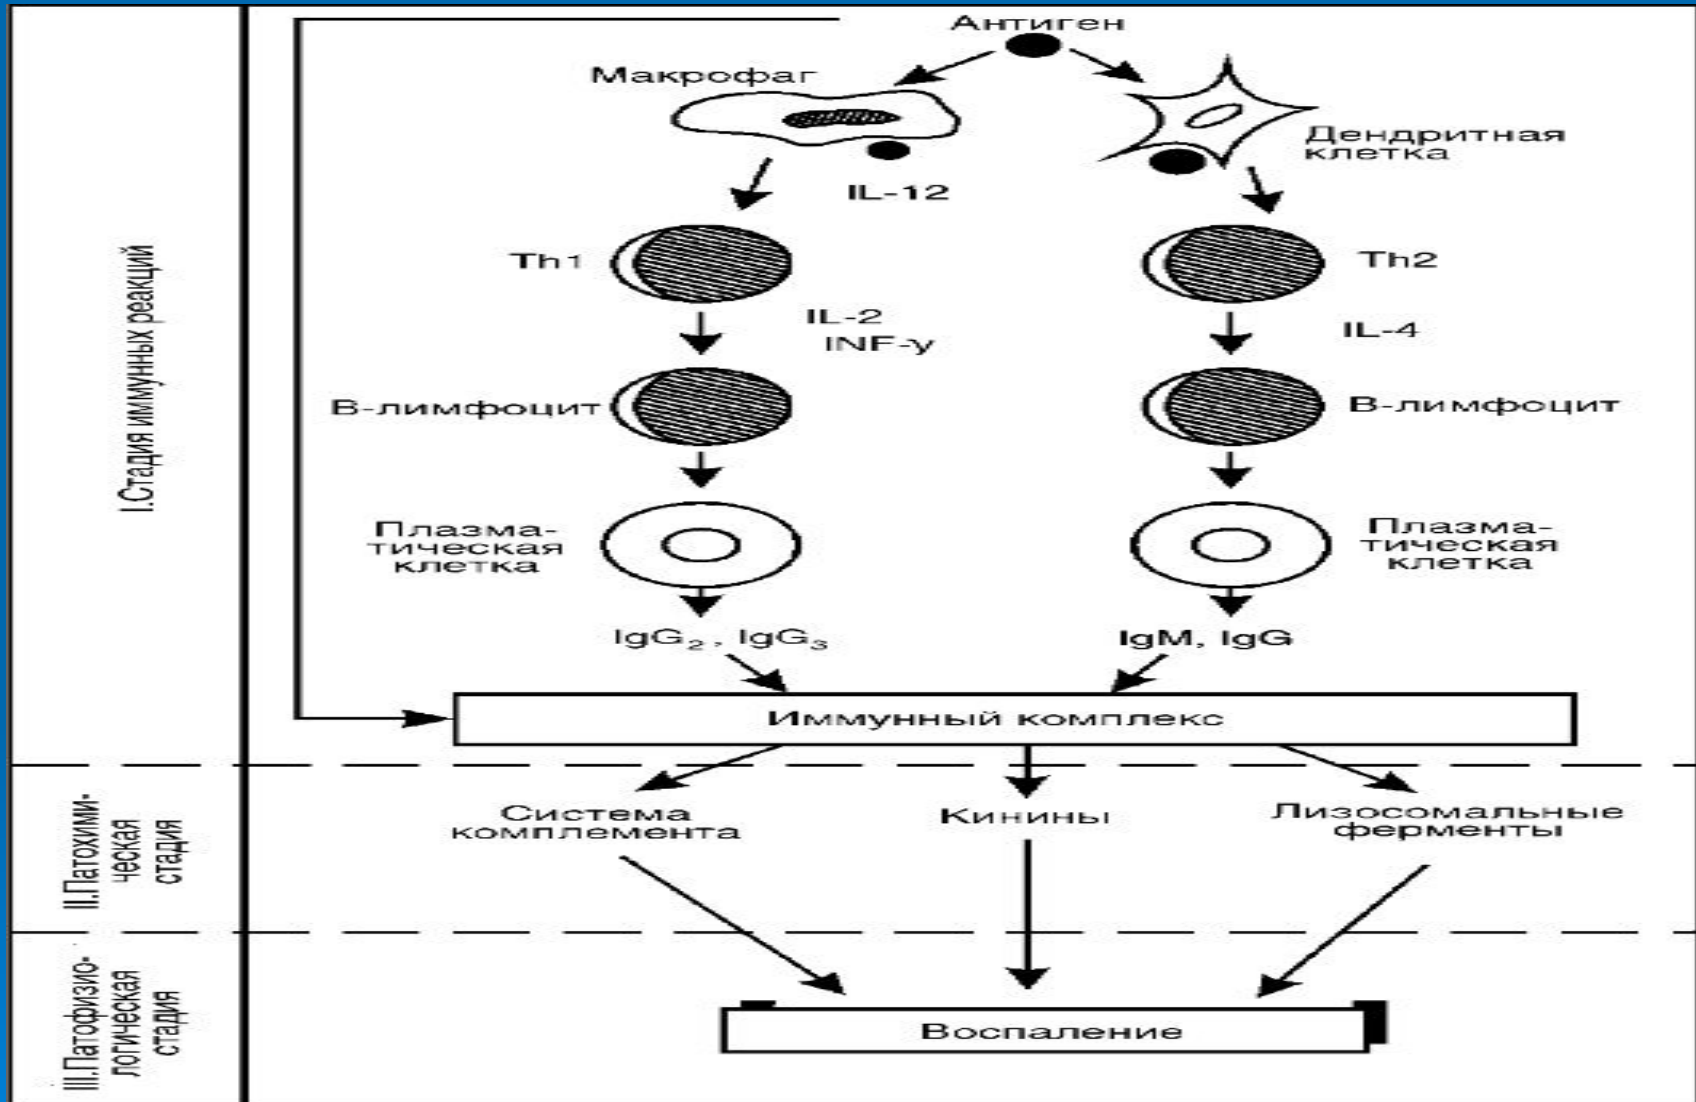 Антиген
Макрофаг
Дендритная
клетка
IL-12
Th1
Th2
IL-2
INF-y
IL-4
В-лимфоцит
В-лимфоцит
Плазма-
тическая
клетка
Плазма-
тическая
клетка
IgG₂, IgG₃
IgM, IgG
Иммунный комплекс
I.Стадия иммунных реакций
Система
комплемента
Кинины
Лизосомальные
ферменты
II.Патохими-
ческая
стадия
Воспаление
III.Патофизио-
логическая
стадия